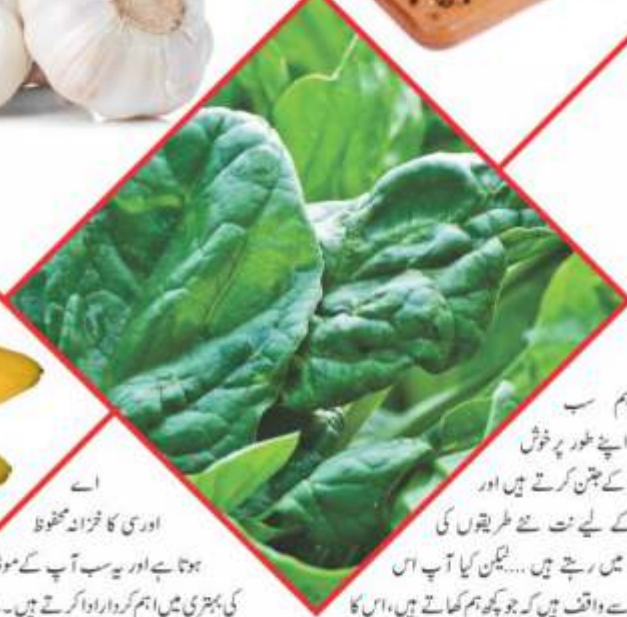 ہم سب
اپنے طور پر خوش
کے جتن کرتے ہیں اور
کے لیے نت نئے طریقوں کی
میں رہتے ہیں ....لیکن کیا آپ اس
سے واقف ہیں کہ جو کچھ ہم کھاتے ہیں،اس کا
اے
اور سی کا خزانہ محفوظ
ہوتا ہے اور یہ سب آپ کے موڈ
کی بہتری میں اہم کردار ادا کرتے ہیں۔